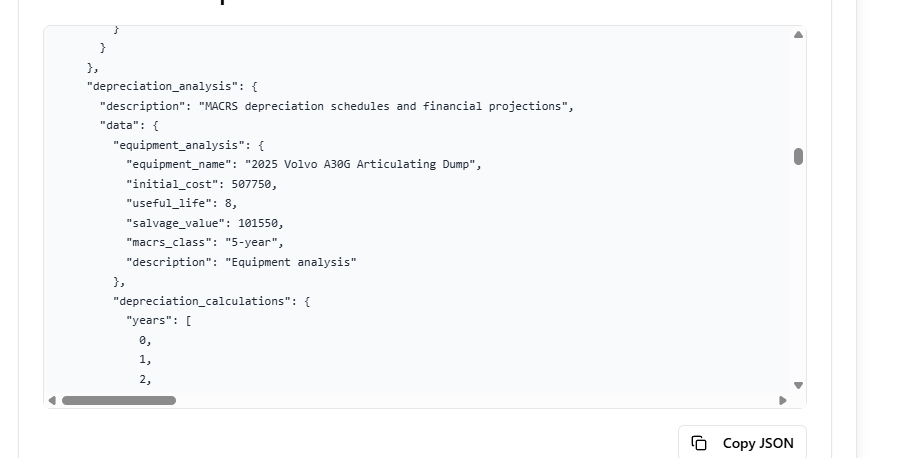 }
}
},
"depreciation_analysis": {
"description": "MACRS depreciation schedules and financial projections",
"data": {
"equipment_analysis": {
"equipment_name": "2025 Volvo A30G Articulating Dump",
"initial_cost": 507750,
"useful_life": 8,
"salvage_value": 101550,
"macrs_class": "5-year",
"description": "Equipment analysis"
},
"depreciation_calculations": {
"years": [
0,
1,
2,
Copy JSON